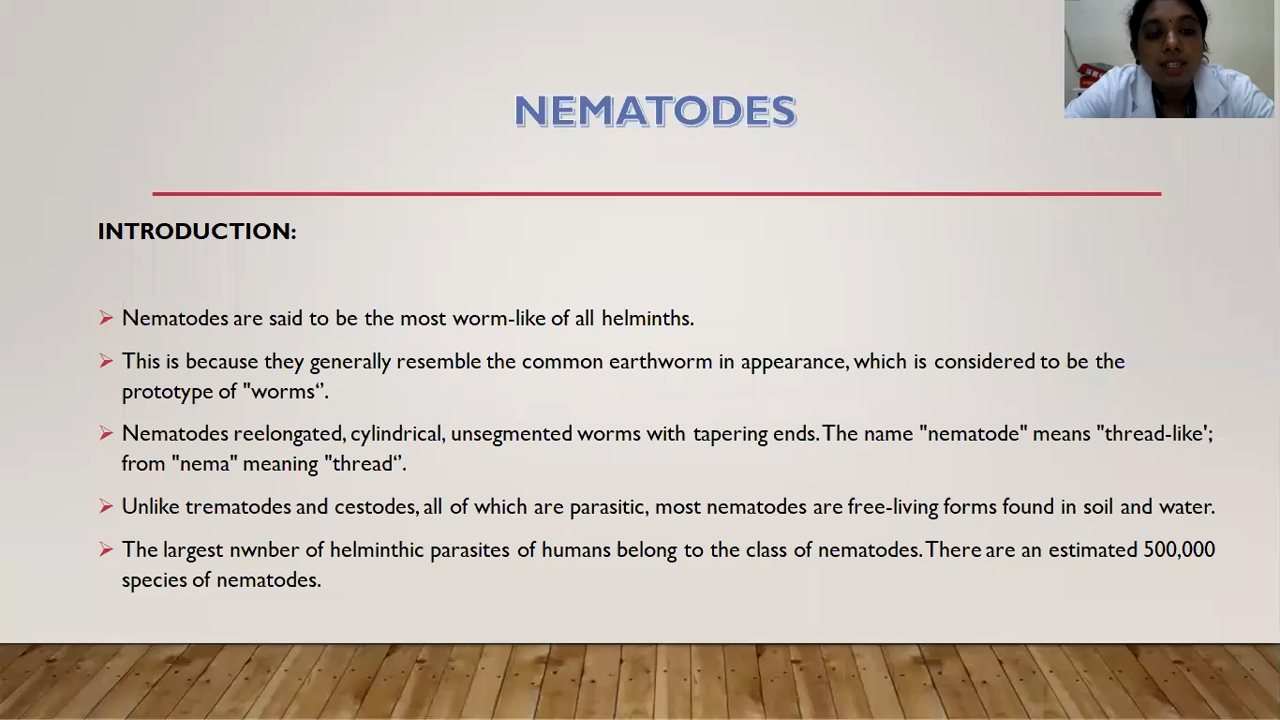 NEMATODES
INTRODUCTION:
Nematodes are said to be the most worm-like of all helminths.
This is because they generally resemble the common earthworm in appearance, which is considered to be the
prototype of "worms‘’.
Nematodes reelongated, cylindrical, unsegmented worms with tapering ends. The name "nematode" means "thread-like';
from "nema" meaning "thread‘’.
Unlike trematodes and cestodes, all of which are parasitic, most nematodes are free-living forms found in soil and water.
The largest nwnber of helminthic parasites of humans belong to the class of nematodes. There are an estimated 500,000
species of nematodes.